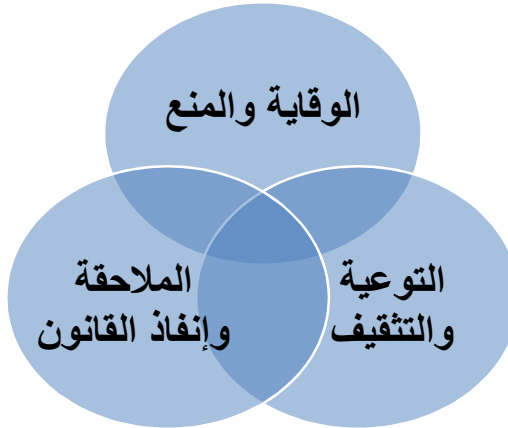 الوقاية والمنع
التوعية
والتثقيف
الملاحقة
وإنفاذ القانون